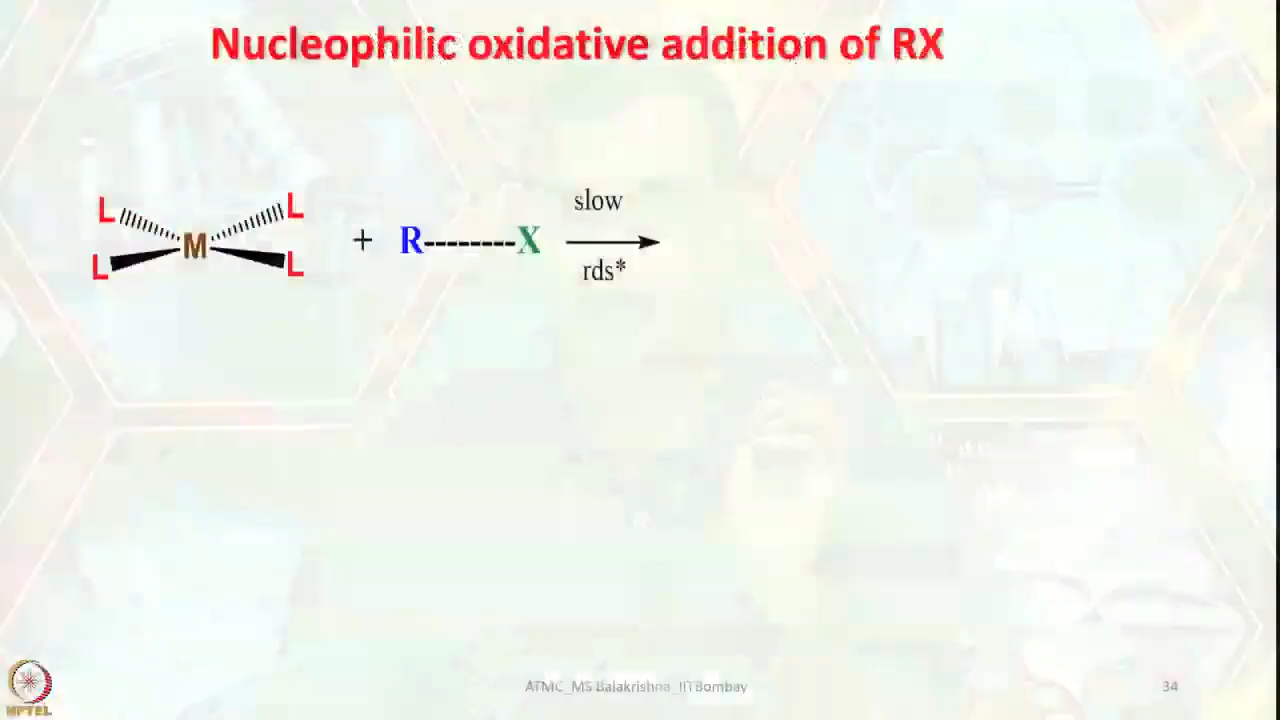 Nucleophilic oxidative addition of RX
L L
L M L + R--------X slow
rds*
NPTEL
ATMC_MS Balakrishna_IITBombay 34